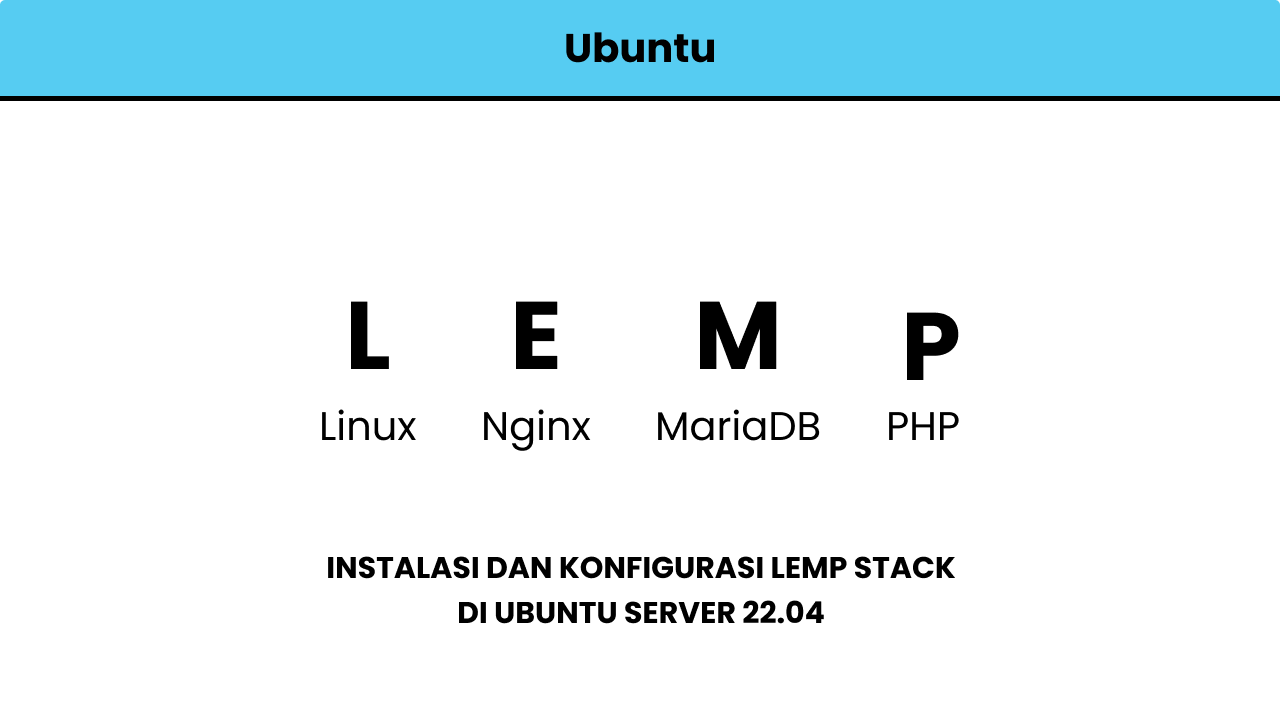 Ubuntu
L E M P
Linux Nginx MariaDB PHP
INSTALASI DAN KONFIGURASI LEMP STACK
DI UBUNTU SERVER 22.04